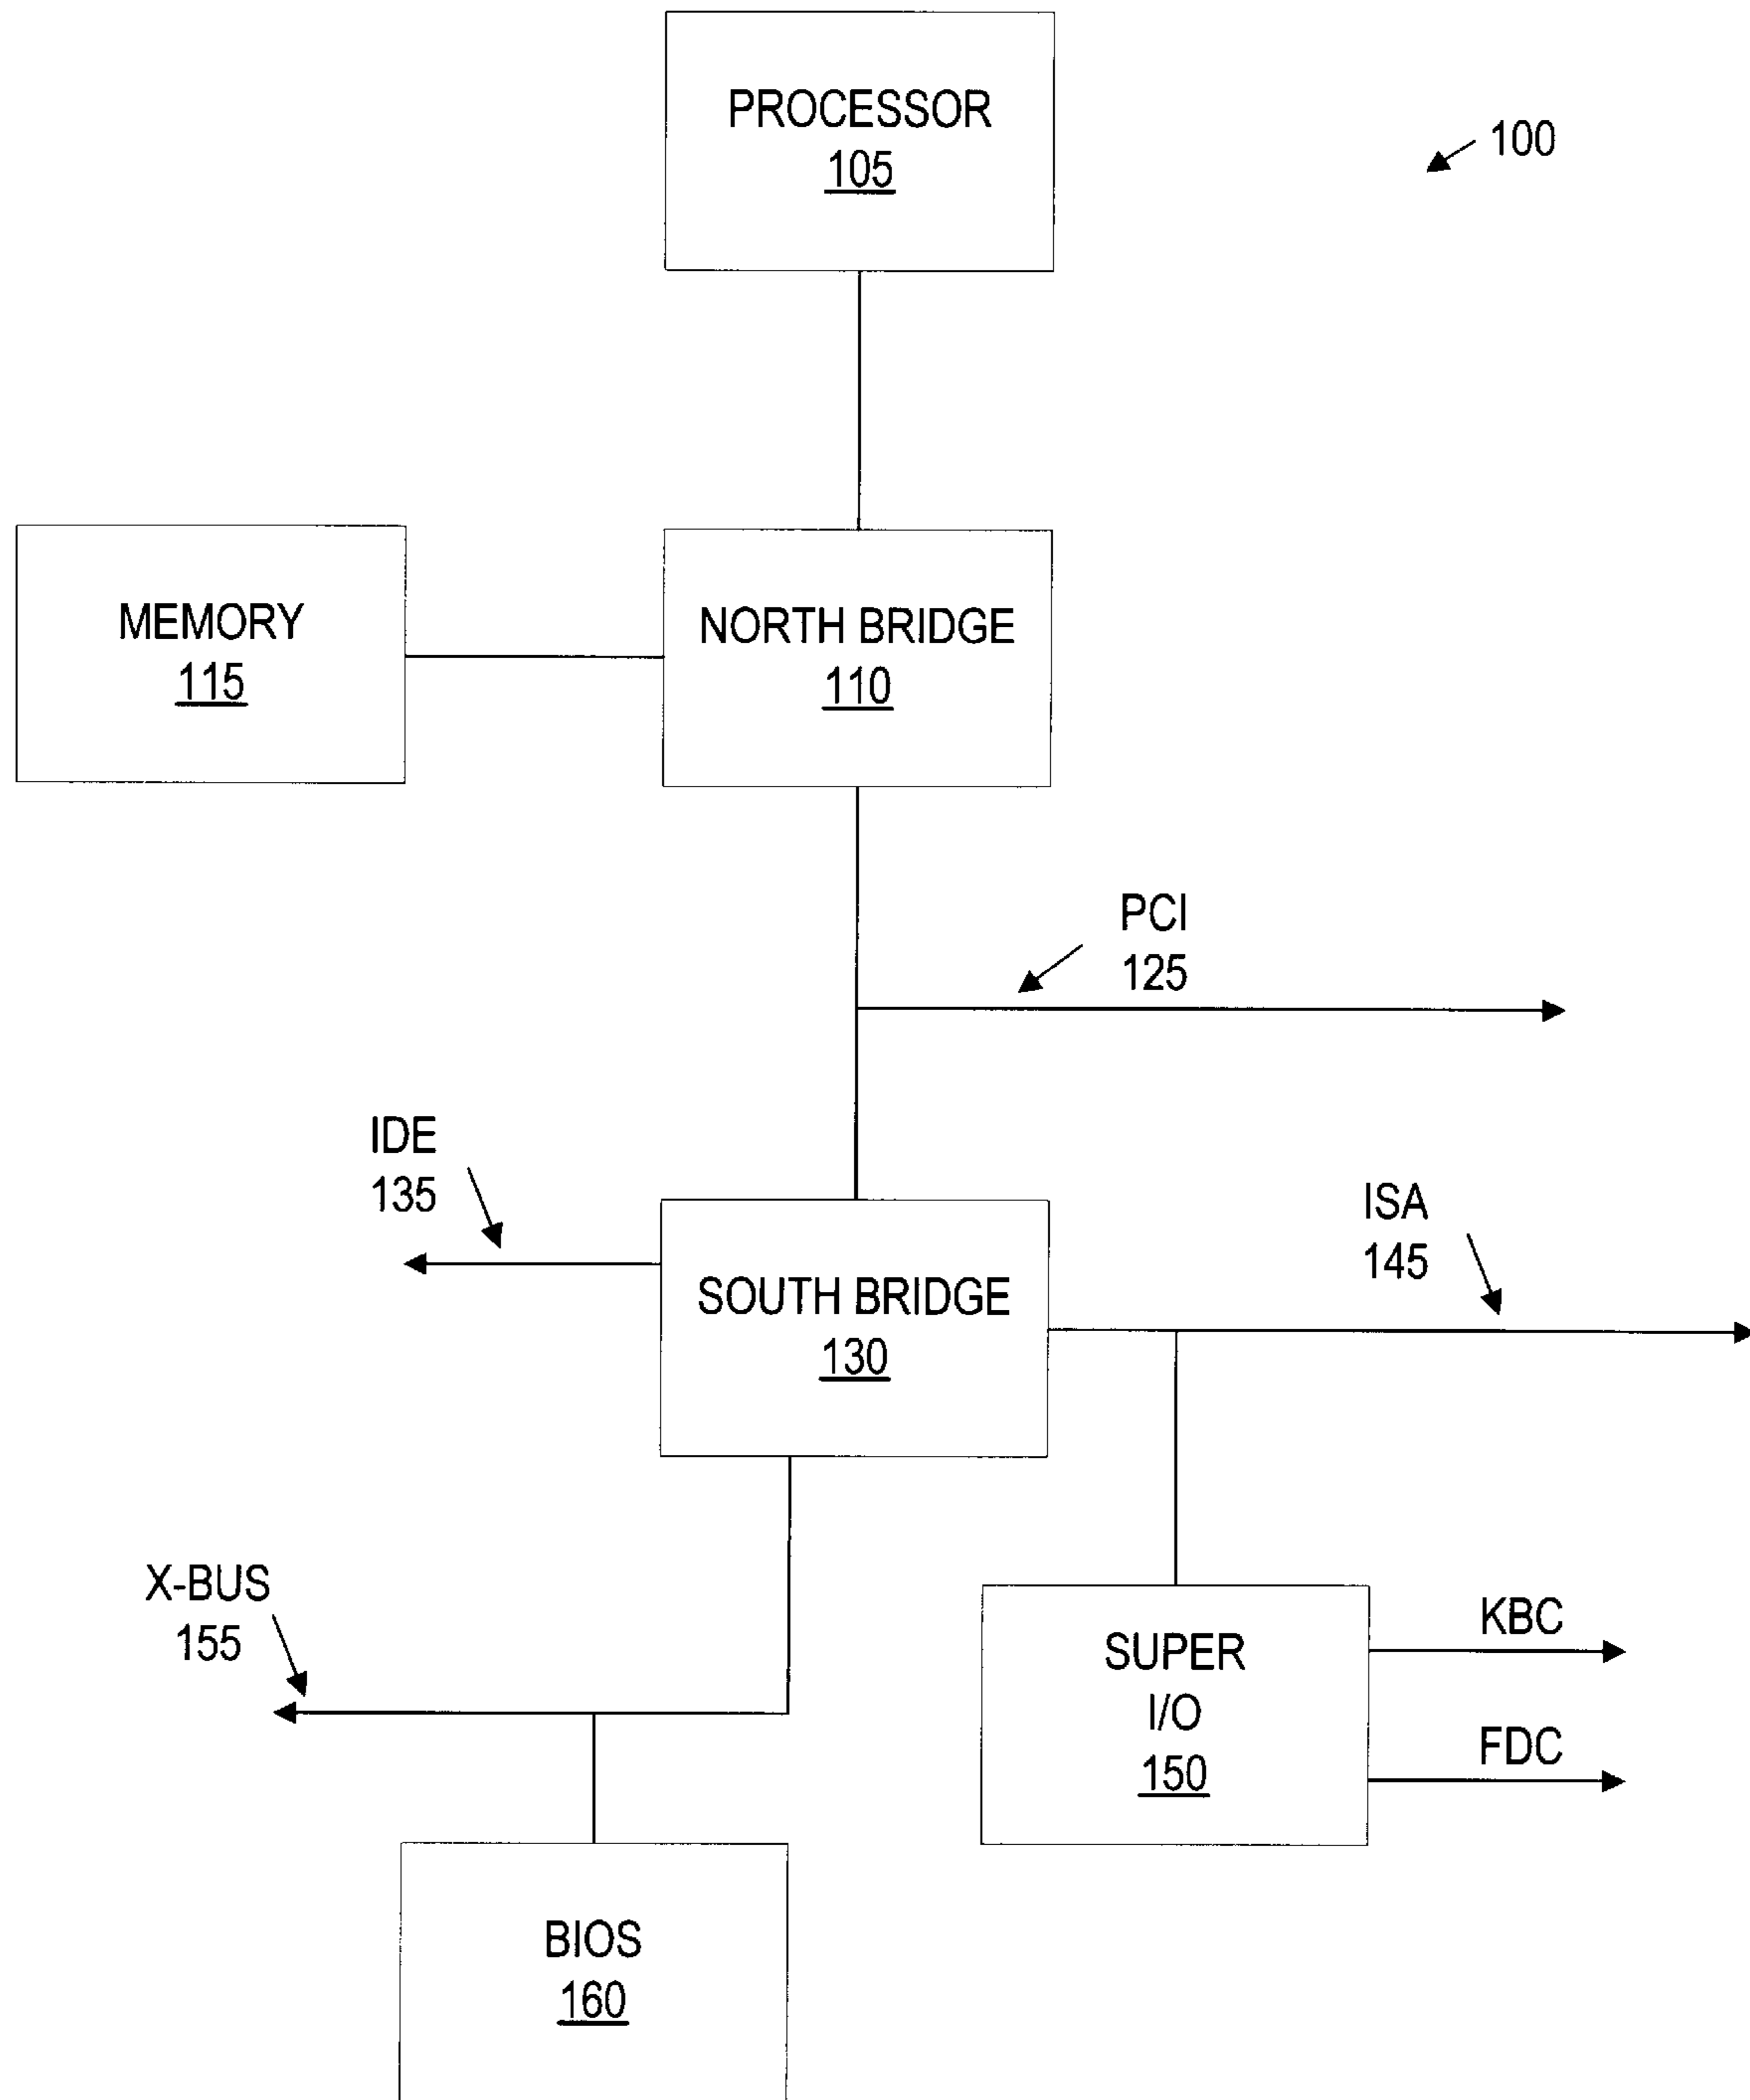 PROCESSOR
105
100
MEMORY
115
NORTH BRIDGE
110
PCI
125
IDE
135
ISA
145
SOUTH BRIDGE
130
X-BUS
155
SUPER
I/O
150
KBC
FDC
BIOS
160